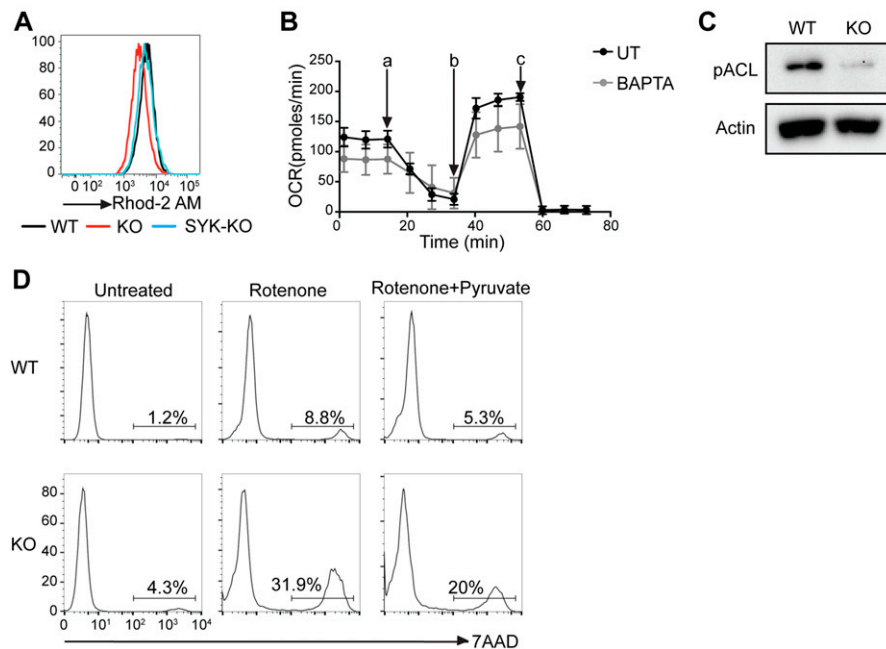 A
100
80
60
40
20
0
0 10² 10³ 10⁴ 10⁵
Rhod-2 AM
WT KO SYK-KO
B
a b c
UT
BAPTA
OCR(pmoles/min)
250
200
150
100
50
0
0 20 40 60 80
Time (min)
C
WT KO
pACL
Actin
D
Untreated Rotenone Rotenone+Pyruvate
WT
1.2% 8.8% 5.3%
KO
80
60
40
20
0
4.3% 31.9% 20%
0 10¹ 10² 10³ 10⁴
7AAD